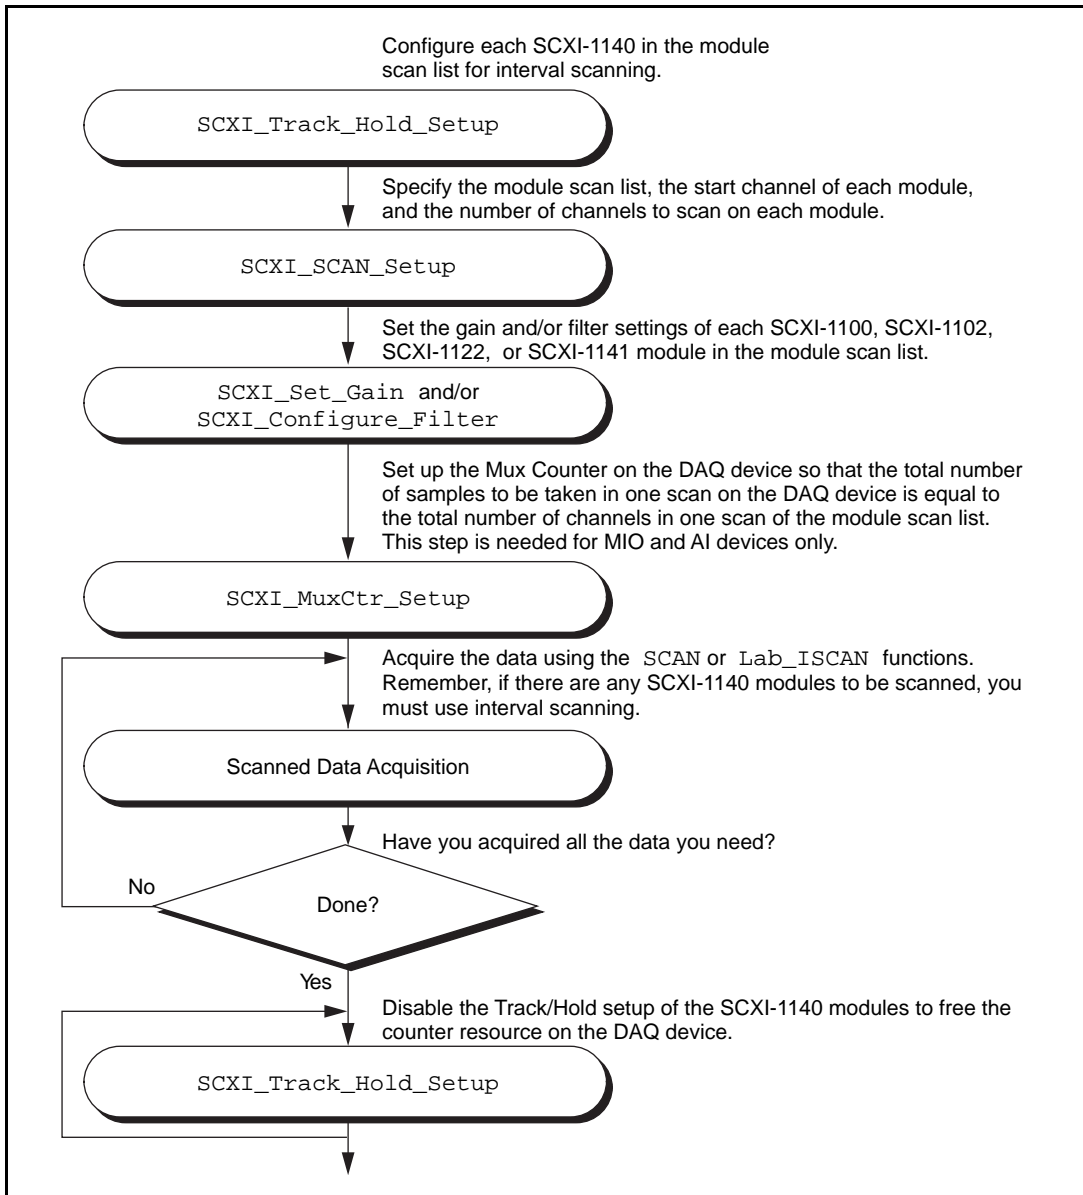 Configure each SCXI-1140 in the module
scan list for interval scanning.
SCXI_Track_Hold_Setup
Specify the module scan list, the start channel of each module,
and the number of channels to scan on each module.
SCXI_SCAN_Setup
Set the gain and/or filter settings of each SCXI-1100, SCXI-1102,
SCXI-1122, or SCXI-1141 module in the module scan list.
SCXI_Set_Gain and/or
SCXI_Configure_Filter
Set up the Mux Counter on the DAQ device so that the total number
of samples to be taken in one scan on the DAQ device is equal to
the total number of channels in one scan of the module scan list.
This step is needed for MIO and AI devices only.
SCXI_MuxCtr_Setup
Acquire the data using the SCAN or Lab_ISCAN functions.
Remember, if there are any SCXI-1140 modules to be scanned, you
must use interval scanning.
Scanned Data Acquisition
Have you acquired all the data you need?
No
Done?
Yes
Disable the Track/Hold setup of the SCXI-1140 modules to free the
counter resource on the DAQ device.
SCXI_Track_Hold_Setup